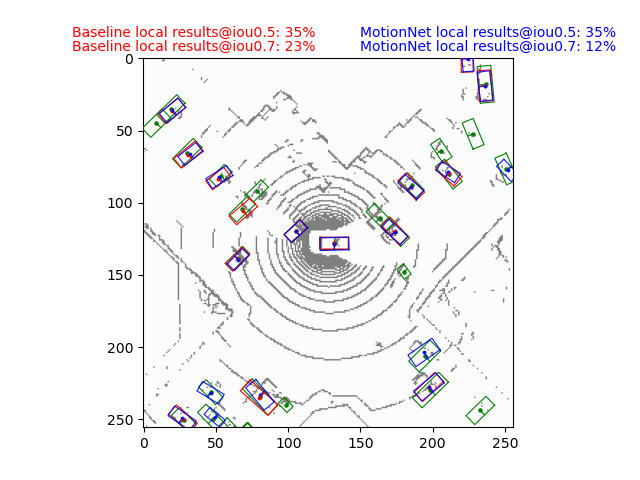 Baseline local results@iou0.5: 35% MotionNet local results@iou0.5: 35%
Baseline local results@iou0.7: 23% MotionNet local results@iou0.7: 12%
0
50
100
150
200
250
0 50 100 150 200 250